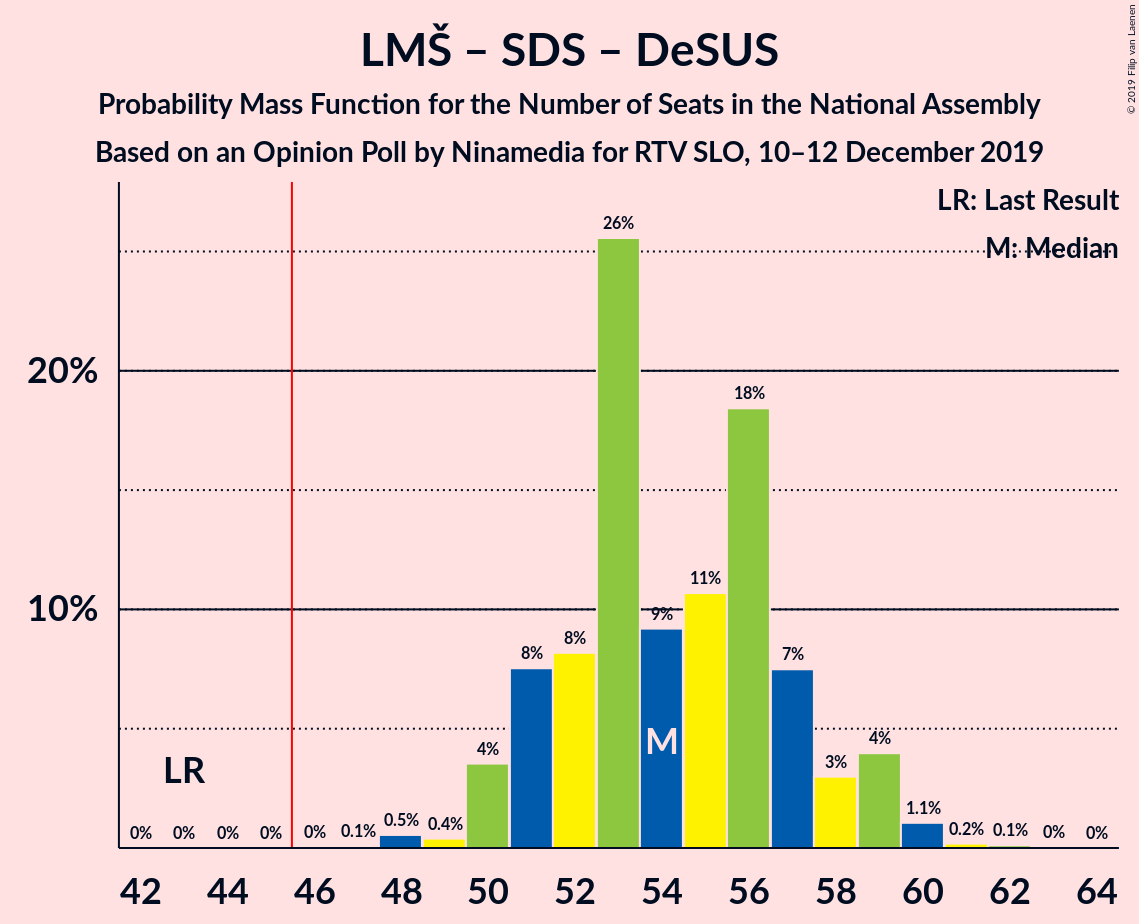 LMŠ – SDS – DeSUS
Probability Mass Function for the Number of Seats in the National Assembly
Based on an Opinion Poll by Ninamedia for RTV SLO, 10–12 December 2019
© 2019 Filip van Laenen
LR: Last Result
M: Median
20%
10%
0% 0% 0% 0% 0% 0.1% 0.5% 0.4% 4% 8% 8% 26% 9% 11% 18% 7% 3% 4% 1.1% 0.2% 0.1% 0% 0%
LR
M
42 44 46 48 50 52 54 56 58 60 62 64